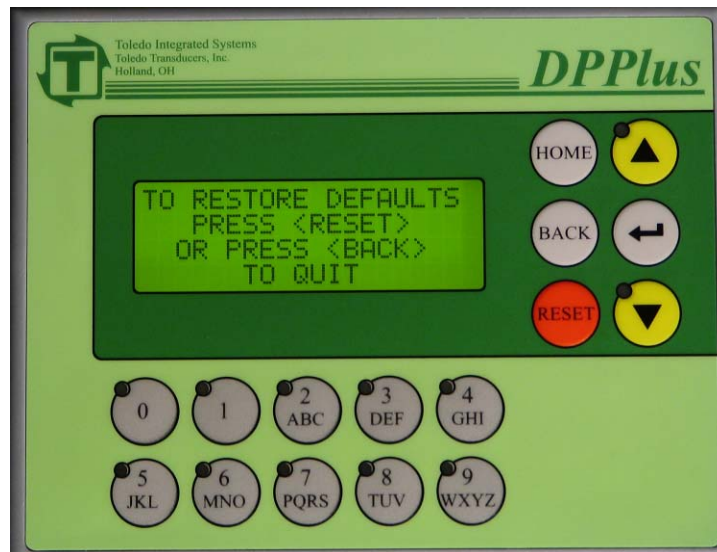 Toledo Integrated Systems
Toledo Transducers, Inc.
Holland, OH
DPPlus
T
TO RESTORE DEFAULTS
PRESS <RESET>
OR PRESS <BACK>
TO QUIT
HOME
BACK
RESET
0
1
2
ABC
3
DEF
4
GHI
5
JKL
6
MNO
7
PQRS
8
TUV
9
WXYZ